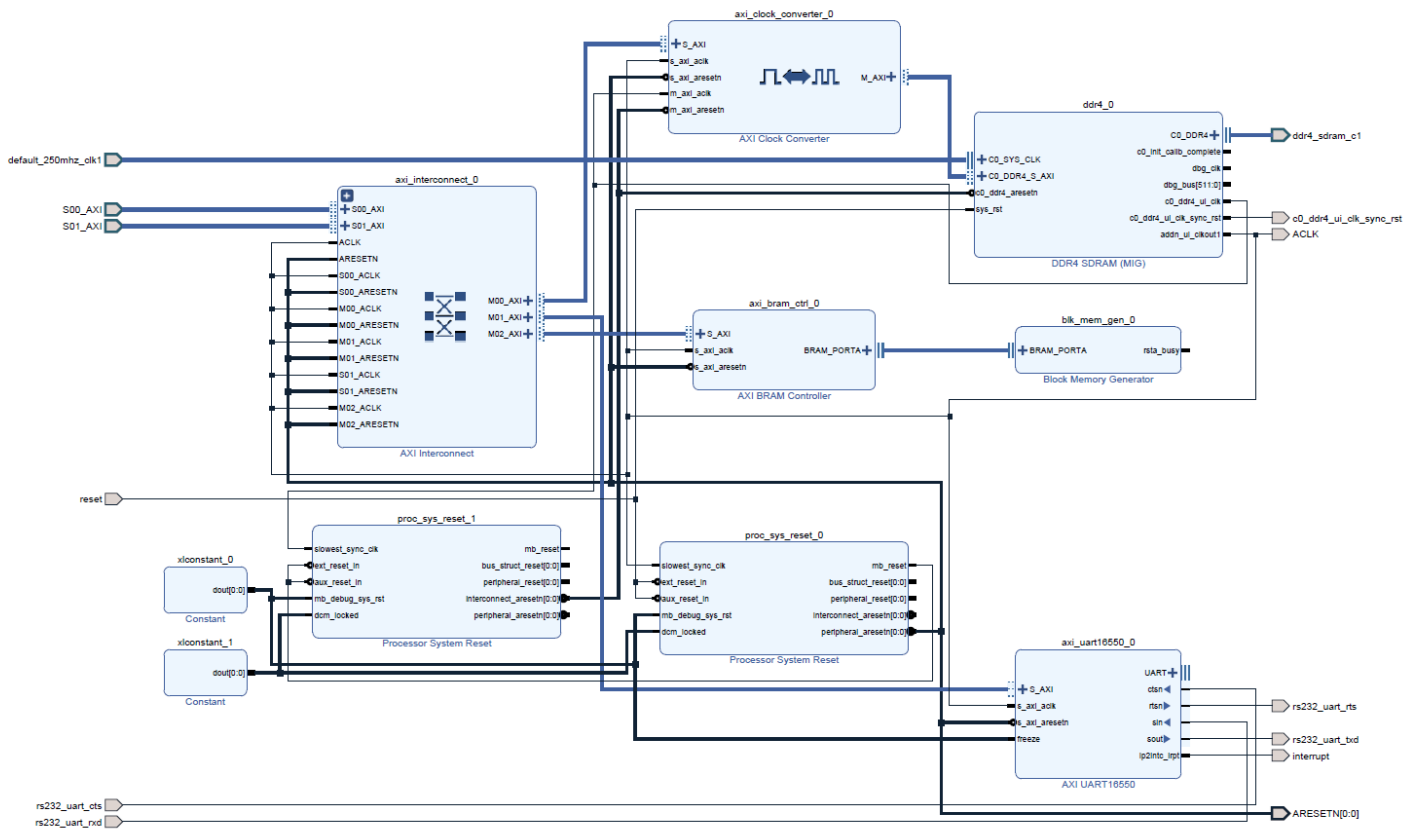 axi_clock_converter_0
S_AXI
s_axi_aclk
s_axi_aresetn
m_axi_aclk
m_axi_aresetn
M_AXI
AXI Clock Converter
ddr4_0
C0_SYS_CLK
C0_DDR4_S_AXI
c0_ddr4_aresetn
sys_rst
C0_DDR4
c0_init_calib_complete
dbg_clk
dbg_bus[511:0]
c0_ddr4_ui_clk
c0_ddr4_ui_clk_sync_rst
addn_ui_clkout1
DDR4 SDRAM (MIG)
ddr4_sdram_c1
c0_ddr4_ui_clk_sync_rst
ACLK
default_250mhz_clk1
S00_AXI
S01_AXI
axi_interconnect_0
S00_AXI
S01_AXI
ACLK
ARESETN
S00_ACLK
S00_ARESETN
M00_ACLK
M00_ARESETN
M01_ACLK
M01_ARESETN
S01_ACLK
S01_ARESETN
M02_ACLK
M02_ARESETN
M00_AXI
M01_AXI
M02_AXI
AXI Interconnect
axi_bram_ctrl_0
S_AXI
s_axi_aclk
s_axi_aresetn
BRAM_PORTA
AXI BRAM Controller
blk_mem_gen_0
BRAM_PORTA
rsta_busy
Block Memory Generator
reset
xlconstant_0
dout[0:0]
Constant
xlconstant_1
dout[0:0]
Constant
proc_sys_reset_1
slowest_sync_clk
ext_reset_in
aux_reset_in
mb_debug_sys_rst
dcm_locked
mb_reset
bus_struct_reset[0:0]
peripheral_reset[0:0]
interconnect_aresetn[0:0]
peripheral_aresetn[0:0]
Processor System Reset
proc_sys_reset_0
slowest_sync_clk
ext_reset_in
aux_reset_in
mb_debug_sys_rst
dcm_locked
mb_reset
bus_struct_reset[0:0]
peripheral_reset[0:0]
interconnect_aresetn[0:0]
peripheral_aresetn[0:0]
Processor System Reset
axi_uart16550_0
S_AXI
s_axi_aclk
s_axi_aresetn
freeze
UART
ctsn
rtsn
sin
sout
ip2intc_irpt
AXI UART16550
rs232_uart_rts
rs232_uart_txd
interrupt
rs232_uart_cts
rs232_uart_rxd
ARESETN[0:0]